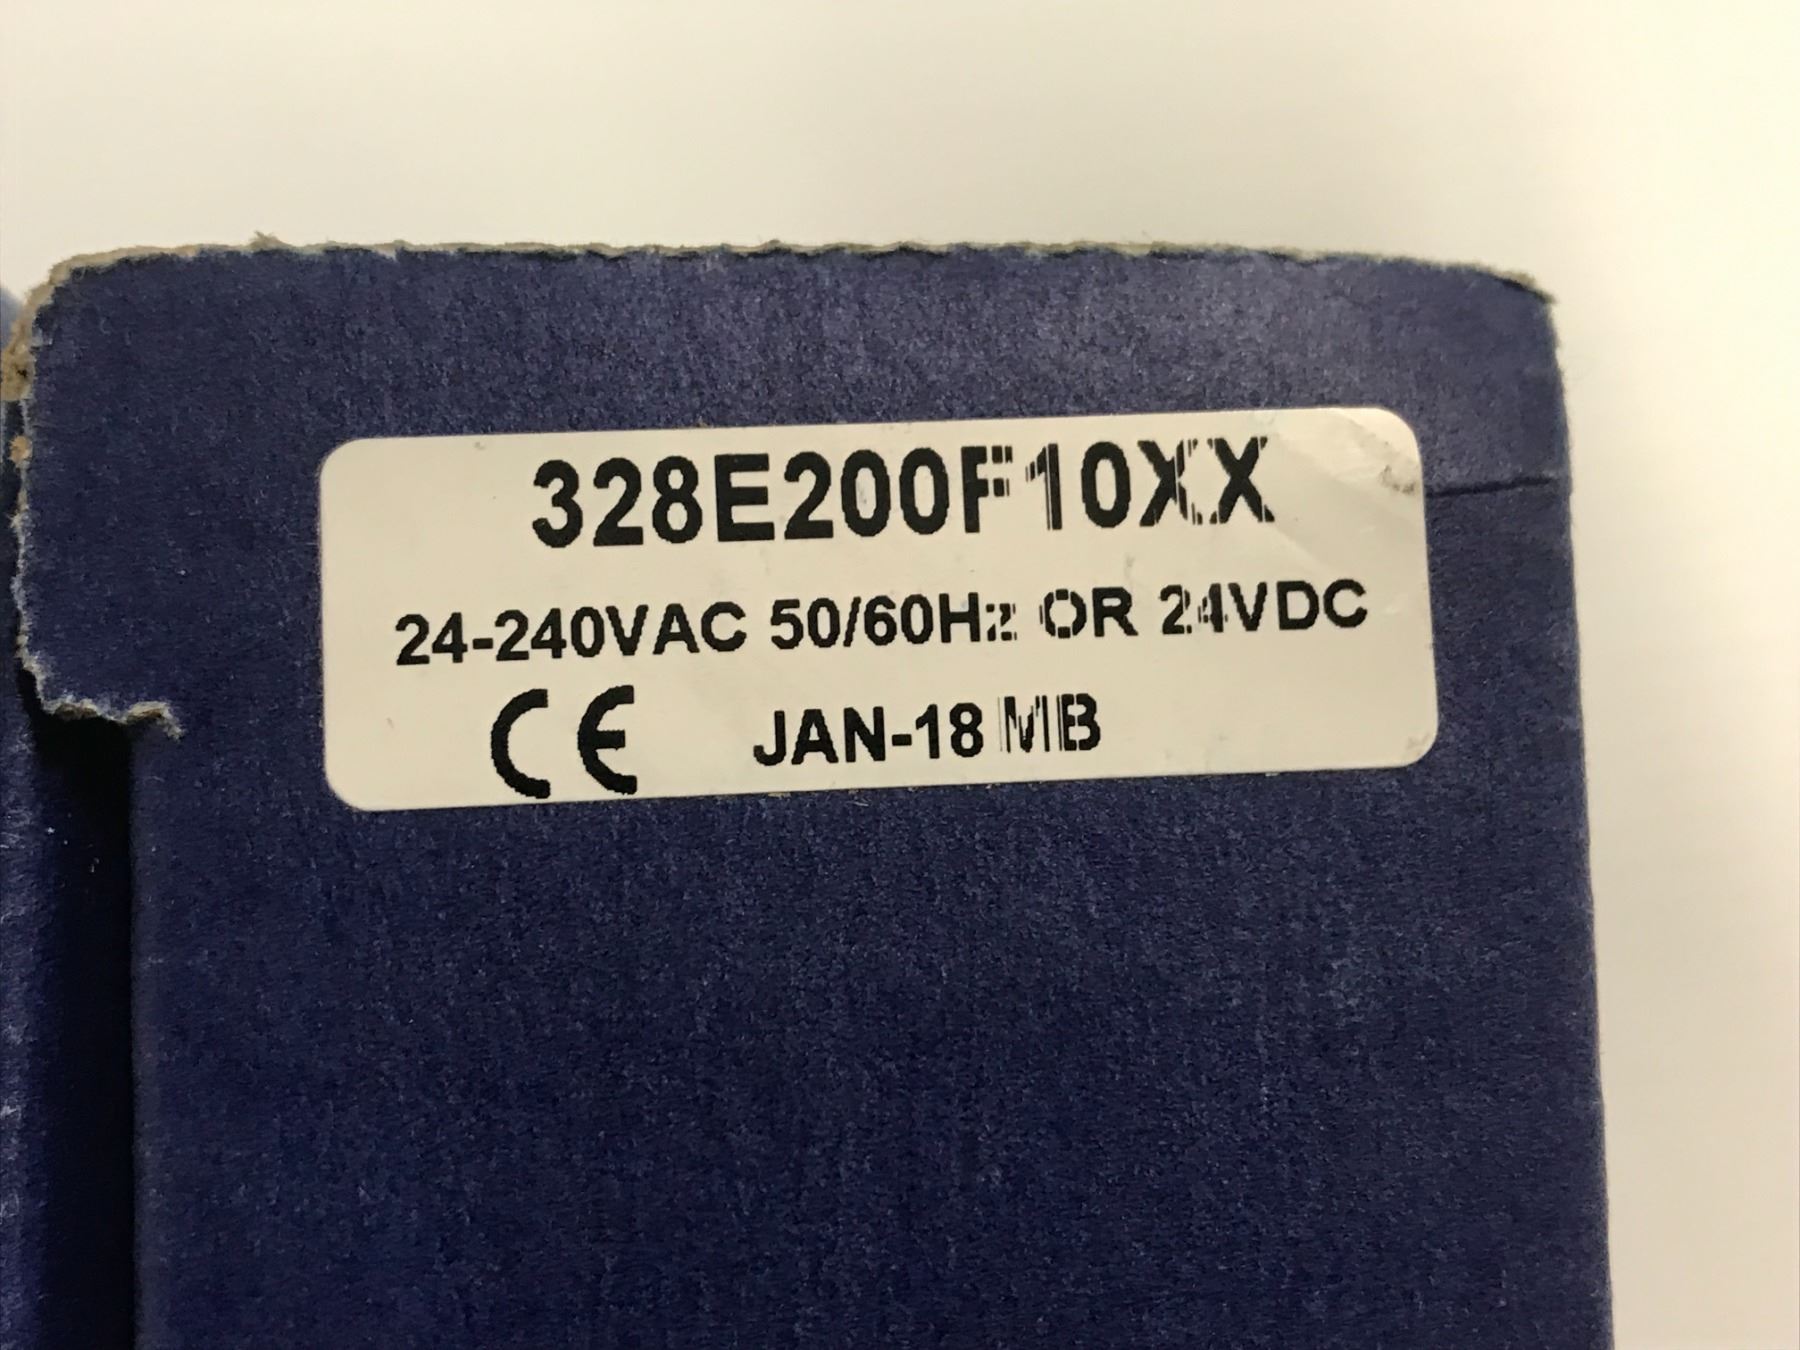 328E200F10XX
24-240VAC 50/60Hz OR 24VDC
CE JAN-18 MB